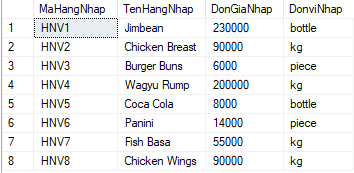 MaHangNhap TenHangNhap DonGiaNhap DonviNhap
1 HNV1 Jimbean 230000 bottle
2 HNV2 Chicken Breast 90000 kg
3 HNV3 Burger Buns 6000 piece
4 HNV4 Wagyu Rump 200000 kg
5 HNV5 Coca Cola 8000 bottle
6 HNV6 Panini 14000 piece
7 HNV7 Fish Basa 55000 kg
8 HNV8 Chicken Wings 90000 kg